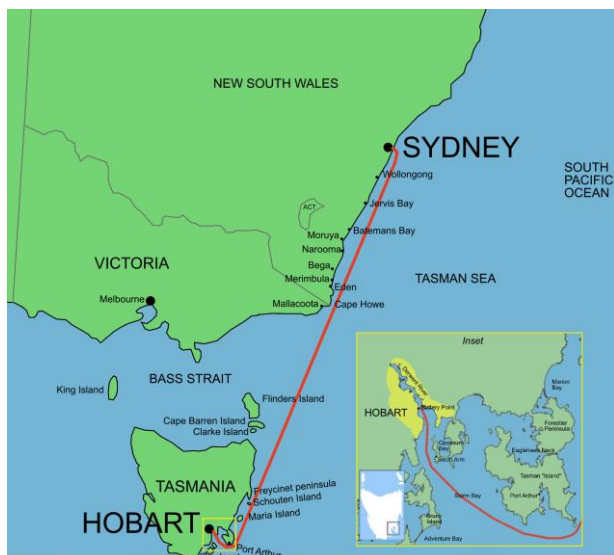 NEW SOUTH WALES
SYDNEY
SOUTH
PACIFIC
OCEAN
Wollongong
ACT
Jervis Bay
Batemans Bay
Moruya
Narooma
VICTORIA
Bega
TASMAN SEA
Merimbula
Eden
Melbourne
Mallacoota
Cape Howe
BASS STRAIT
King Island
Flinders Island
Cape Barren Island
Clarke Island
TASMANIA
Freycinet peninsula
Schouten Island
Maria Island
HOBART
Port Arthur
Inset
Derwent River
Marion
Bay
HOBART
Battery Point
Forestier
Peninsula
Eaglehawk Neck
South Arm
Tasman "Island"
Port Arthur
Storm Bay
Bruni
Island
Adventure Bay